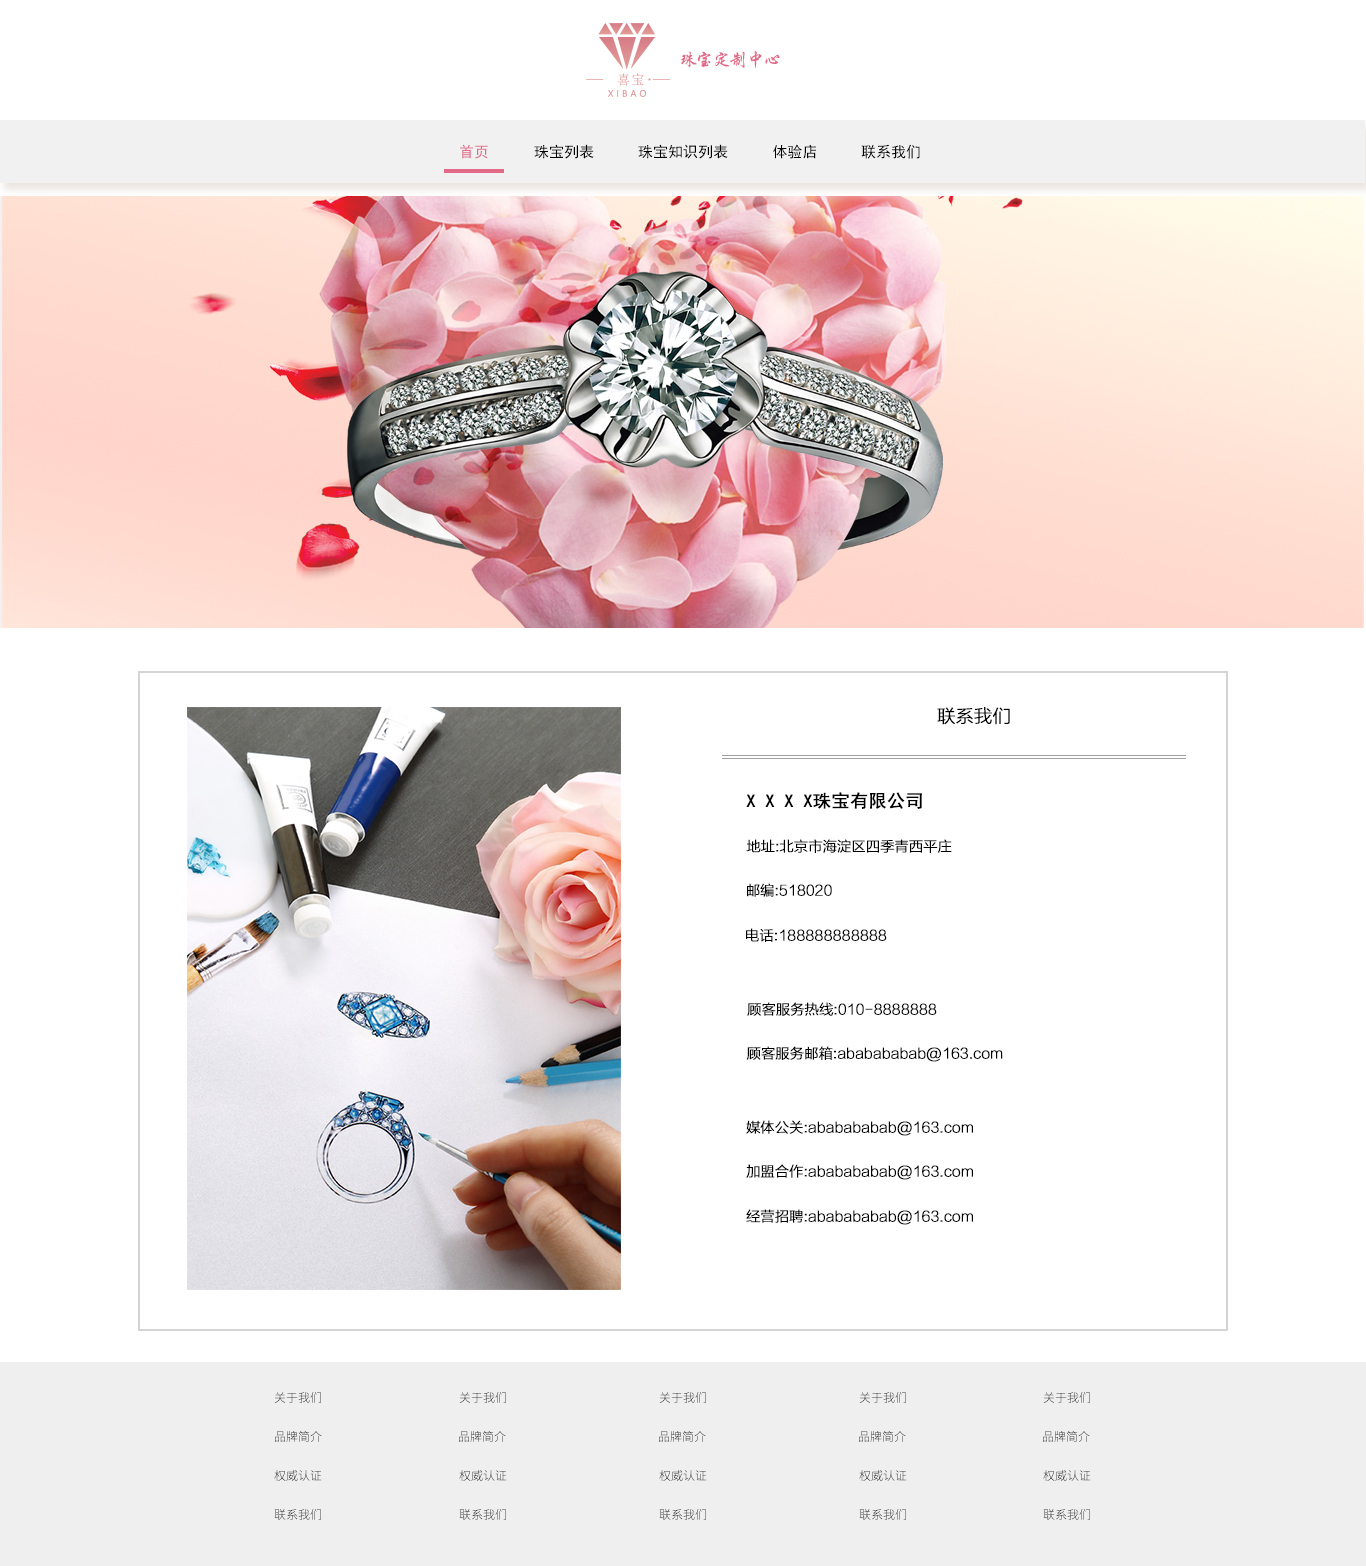 喜宝
XIBAO
珠宝定制中心
首页 珠宝列表 珠宝知识列表 体验店 联系我们
联系我们
X X X X珠宝有限公司
地址:北京市海淀区四季青西平庄
邮编:518020
电话:188888888888
顾客服务热线:010-8888888
顾客服务邮箱:ababababab@163.com
媒体公关:ababababab@163.com
加盟合作:ababababab@163.com
经营招聘:ababababab@163.com
关于我们 关于我们 关于我们 关于我们 关于我们
品牌简介 品牌简介 品牌简介 品牌简介 品牌简介
权威认证 权威认证 权威认证 权威认证 权威认证
联系我们 联系我们 联系我们 联系我们 联系我们